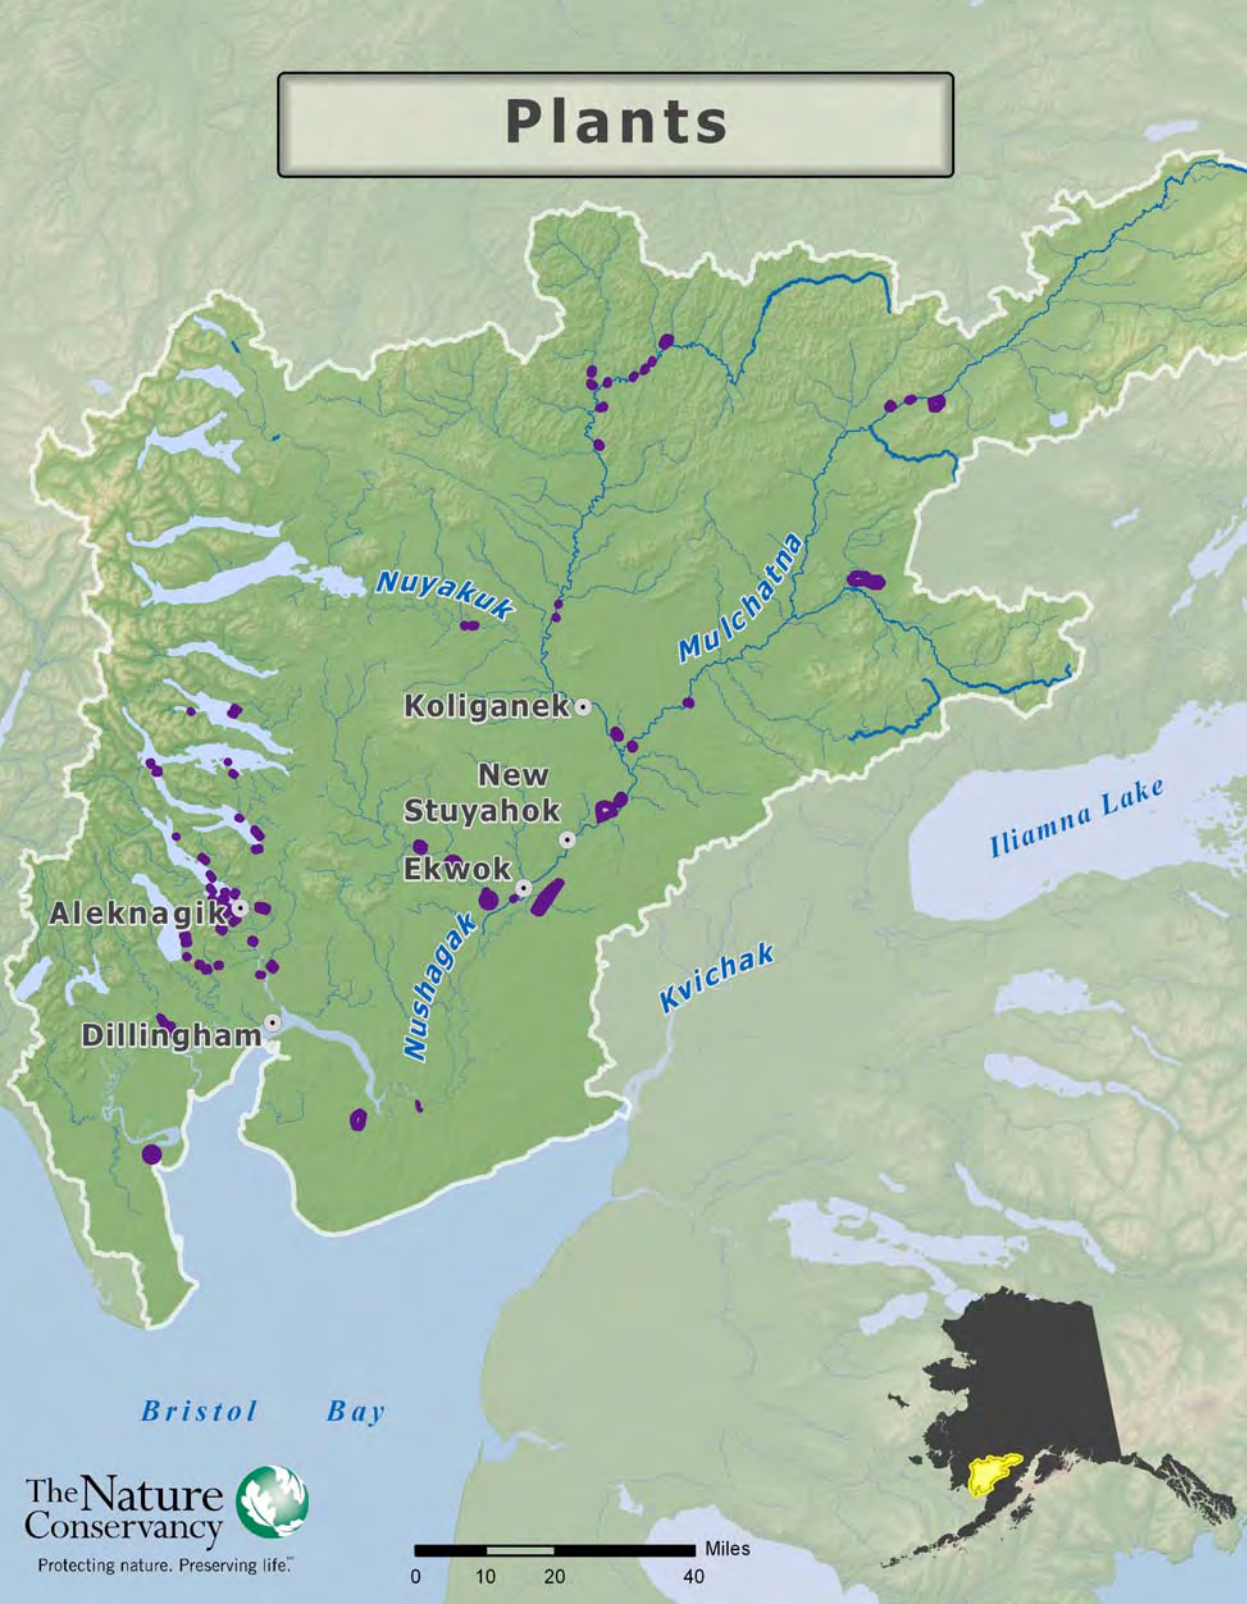 Plants
Nuyakuk
Mulchatna
Koliganek
New
Stuyahok
Iliamna Lake
Ekwok
Aleknagik
Nushagak
Kvichak
Dillingham
Bristol Bay
The Nature
Conservancy
Protecting nature. Preserving life.℠
Miles
0 10 20 40